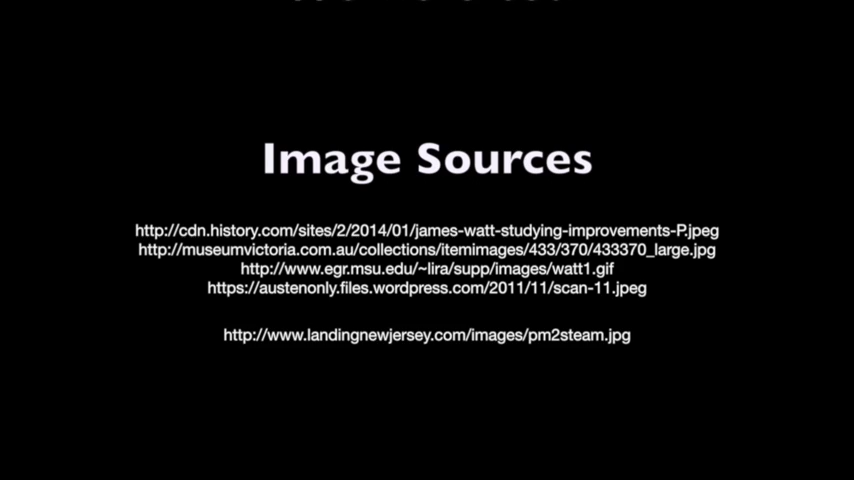 Image Sources
http://cdn.history.com/sites/2/2014/01/james-watt-studying-improvements-P.jpeg
http://museumvictoria.com.au/collections/itemimages/433/370/433370_large.jpg
http://www.egr.msu.edu/~lira/supp/images/watt1.gif
https://austenonly.files.wordpress.com/2011/11/scan-11.jpeg
http://www.landingnewjersey.com/images/pm2steam.jpg